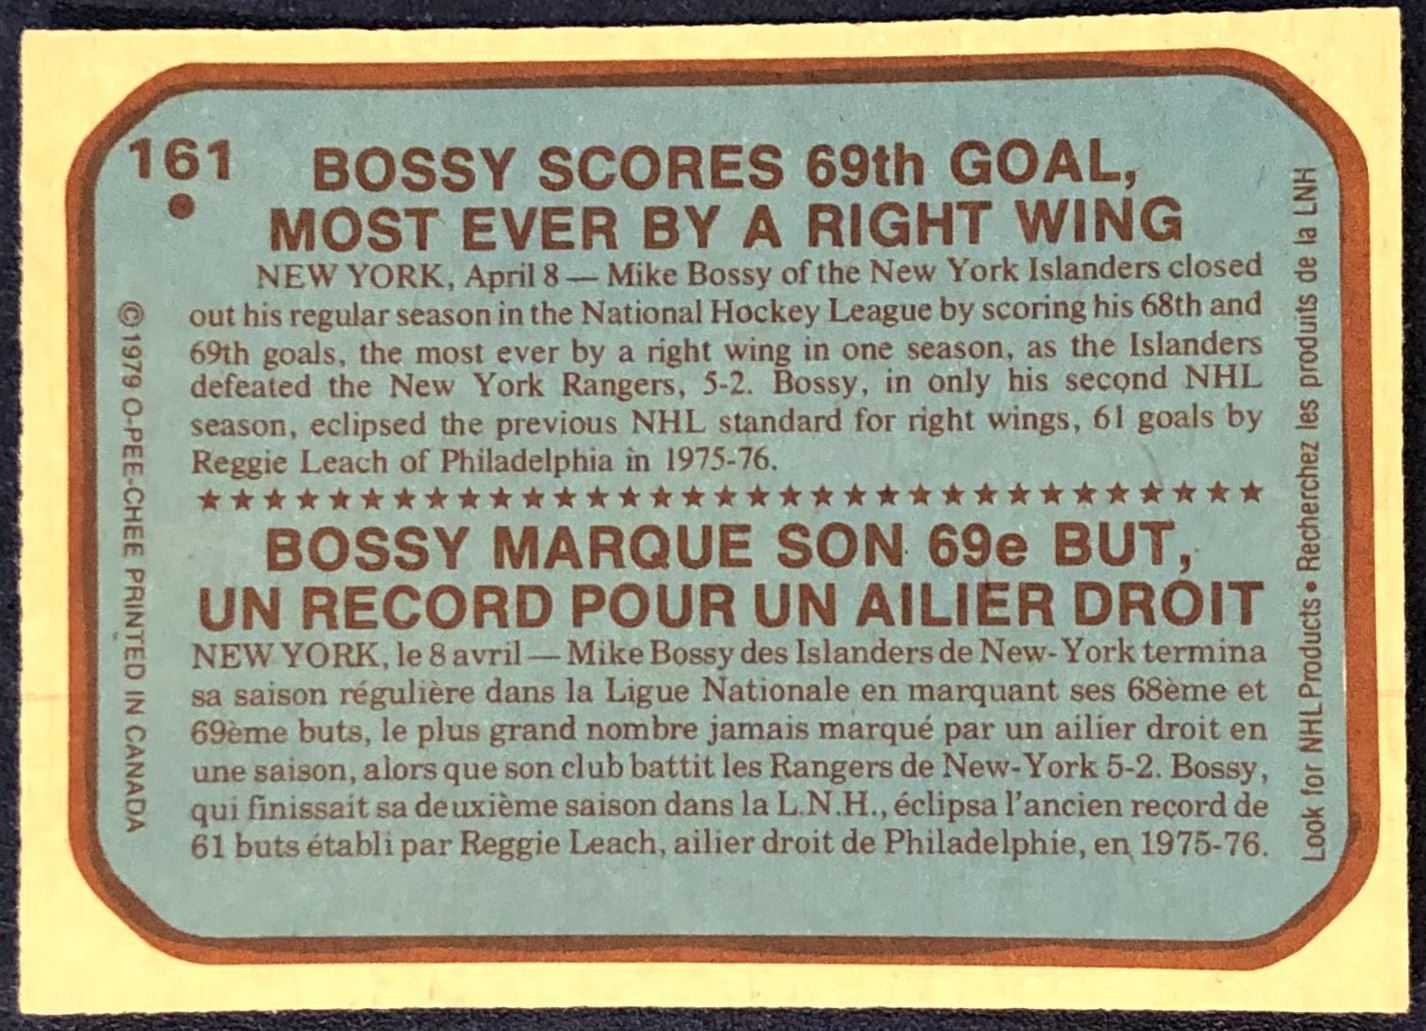 161
BOSSY SCORES 69th GOAL,
MOST EVER BY A RIGHT WING
NEW YORK, April 8 — Mike Bossy of the New York Islanders closed
out his regular season in the National Hockey League by scoring his 68th and
69th goals, the most ever by a right wing in one season, as the Islanders
defeated the New York Rangers, 5-2. Bossy, in only his second NHL
season, eclipsed the previous NHL standard for right wings, 61 goals by
Reggie Leach of Philadelphia in 1975-76.
★★★★★★★★★★★★★★★★★★★★★★★★★★★★★★★★★
BOSSY MARQUE SON 69e BUT,
UN RECORD POUR UN AILIER DROIT
NEW YORK, le 8 avril — Mike Bossy des Islanders de New-York termina
sa saison régulière dans la Ligue Nationale en marquant ses 68ème et
69ème buts, le plus grand nombre jamais marqué par un ailier droit en
une saison, alors que son club battit les Rangers de New-York 5-2. Bossy,
qui finissait sa deuxième saison dans la L.N.H., éclipsa l'ancien record de
61 buts établi par Reggie Leach, ailier droit de Philadelphie, en 1975-76.
©1979 O-PEE-CHEE PRINTED IN CANADA
Look for NHL Products • Recherchez les produits de la LNH